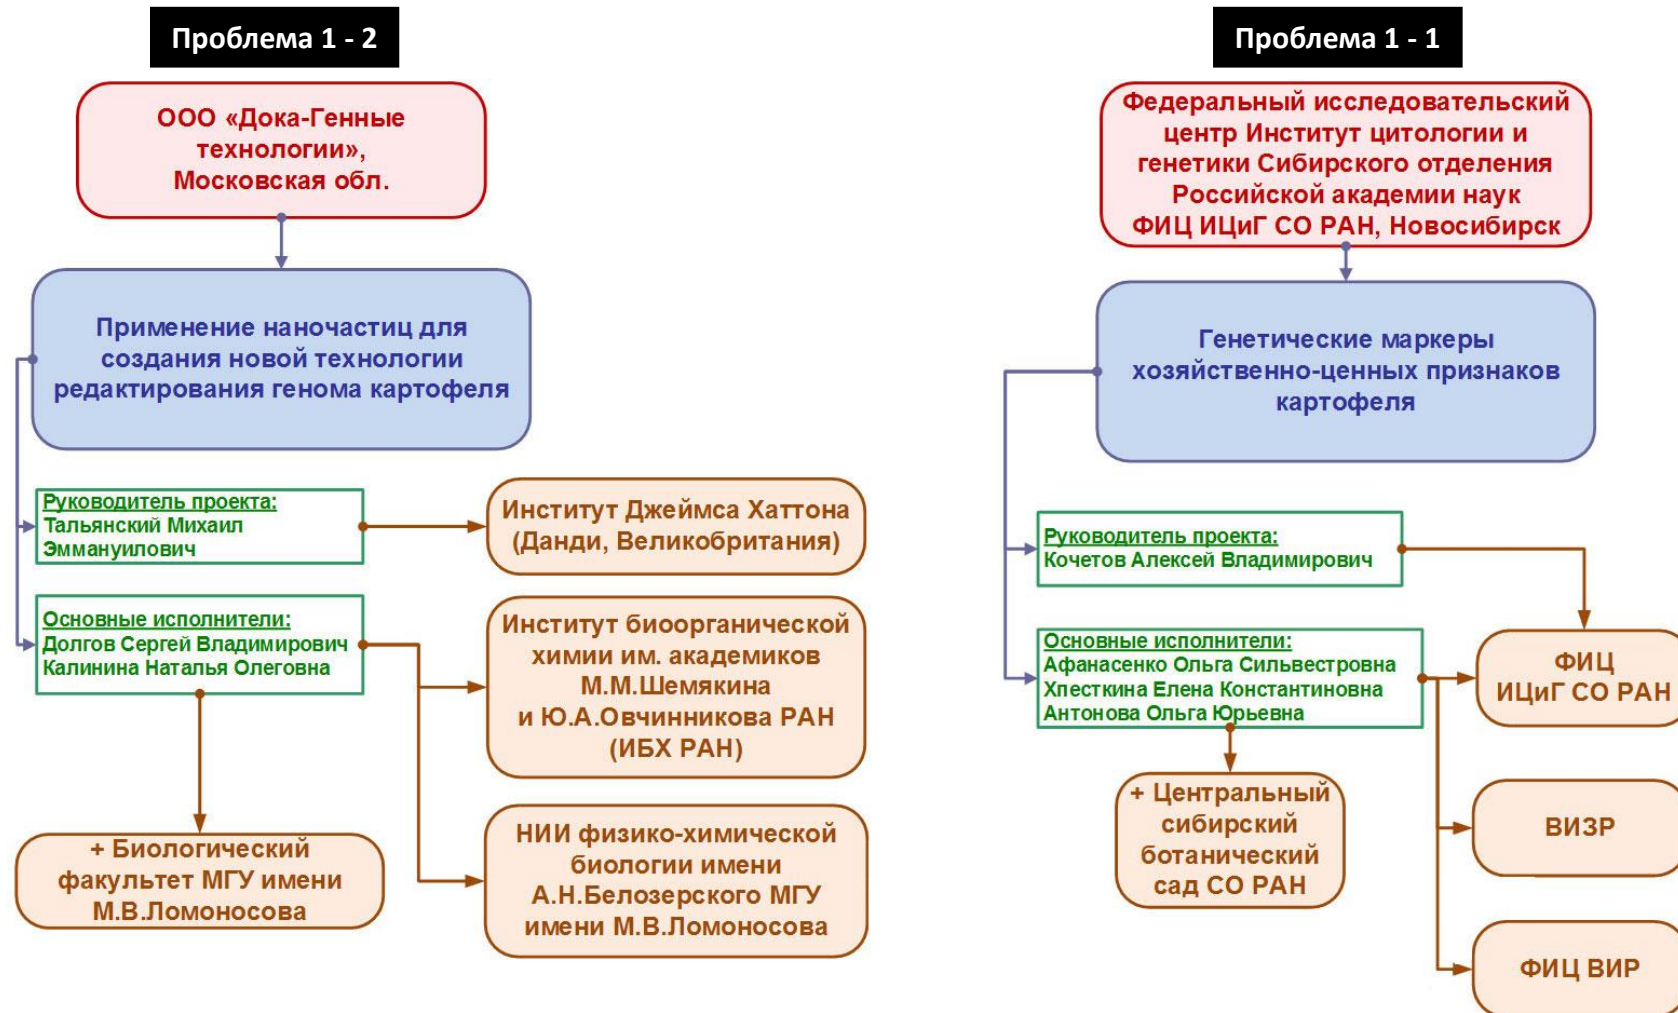 Проблема 1 - 2
ООО «Дока-Генные
технологии»,
Московская обл.
Применение наночастиц для
создания новой технологии
редактирования генома картофеля
Руководитель проекта:
Тальянский Михаил
Эммануилович
Институт Джеймса Хаттона
(Данди, Великобритания)
Основные исполнители:
Долгов Сергей Владимирович
Калинина Наталья Олеговна
Институт биоорганической
химии им. академиков
М.М.Шемякина
и Ю.А.Овчинникова РАН
(ИБХ РАН)
+ Биологический
факультет МГУ имени
М.В.Ломоносова
НИИ физико-химической
биологии имени
А.Н.Белозерского МГУ
имени М.В.Ломоносова
Проблема 1 - 1
Федеральный исследовательский
центр Институт цитологии и
генетики Сибирского отделения
Российской академии наук
ФИЦ ИЦиГ СО РАН, Новосибирск
Генетические маркеры
хозяйственно-ценных признаков
картофеля
Руководитель проекта:
Кочетов Алексей Владимирович
Основные исполнители:
Афанасенко Ольга Сильвестровна
Хлесткина Елена Константиновна
Антонова Ольга Юрьевна
ФИЦ
ИЦиГ СО РАН
+ Центральный
сибирский
ботанический
сад СО РАН
ВИЗР
ФИЦ ВИР